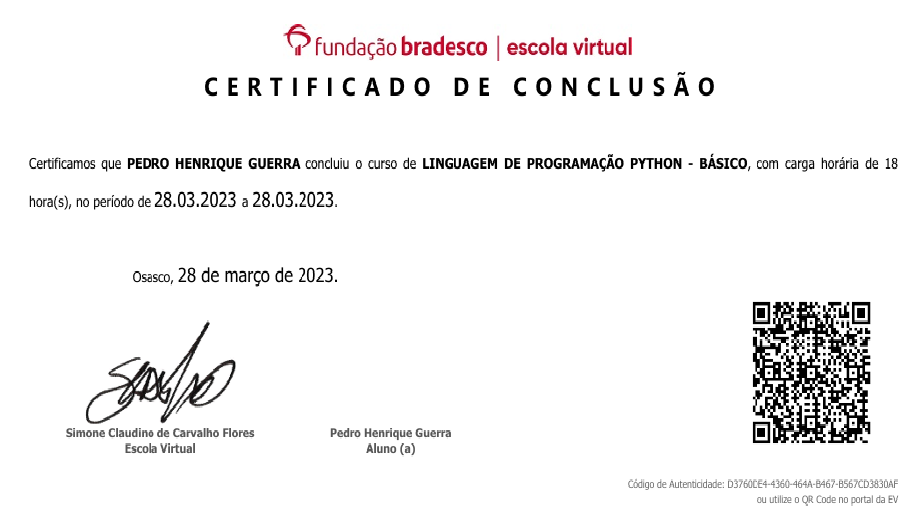 fundação bradesco | escola virtual
CERTIFICADO DE CONCLUSÃO
Certificamos que PEDRO HENRIQUE GUERRA concluiu o curso de LINGUAGEM DE PROGRAMAÇÃO PYTHON - BÁSICO, com carga horária de 18
hora(s), no período de 28.03.2023 a 28.03.2023.
Osasco, 28 de março de 2023.
Simone Claudino de Carvalho Flores
Escola Virtual
Pedro Henrique Guerra
Aluno (a)
Código de Autenticidade: D3760DE4-4360-464A-B467-B567CD3830AF
ou utilize o QR Code no portal da EV